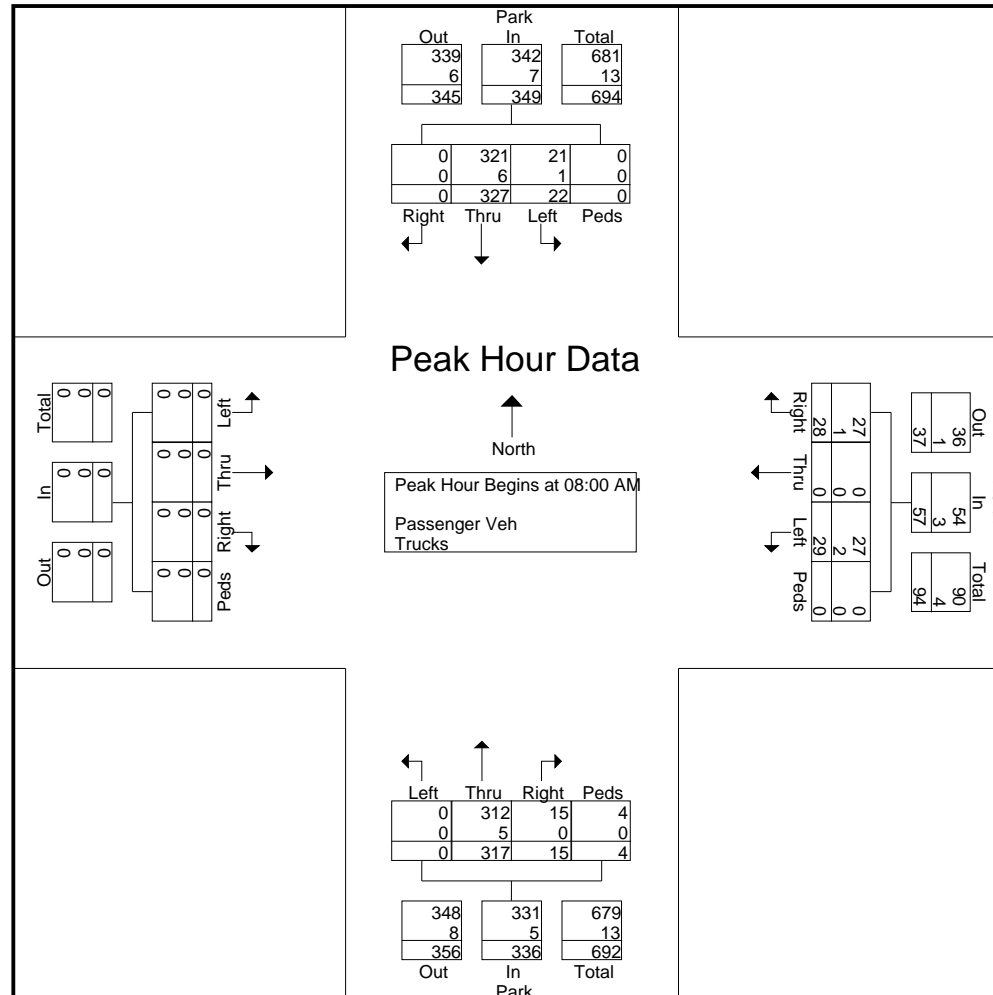 Park
Out In Total
339 342 681
6 7 13
345 349 694
0 321 21 0
0 6 1 0
0 327 22 0
Right Thru Left Peds
Peak Hour Data
North
Peak Hour Begins at 08:00 AM
Passenger Veh
Trucks
Total
0 0 0
In
0 0 0
Out
0 0 0
Left
0 0 0
Thru
0 0 0
Right
0 0 0
Peds
0 0 0
Right
27 1 28
Thru
0 0 0
Left
27 2 29
Peds
0 0 0
Out
36 1 37
In
54 3 57
Total
90 4 94
Left Thru Right Peds
0 312 15 4
0 5 0 0
0 317 15 4
348 331 679
8 5 13
356 336 692
Out In Total
Park